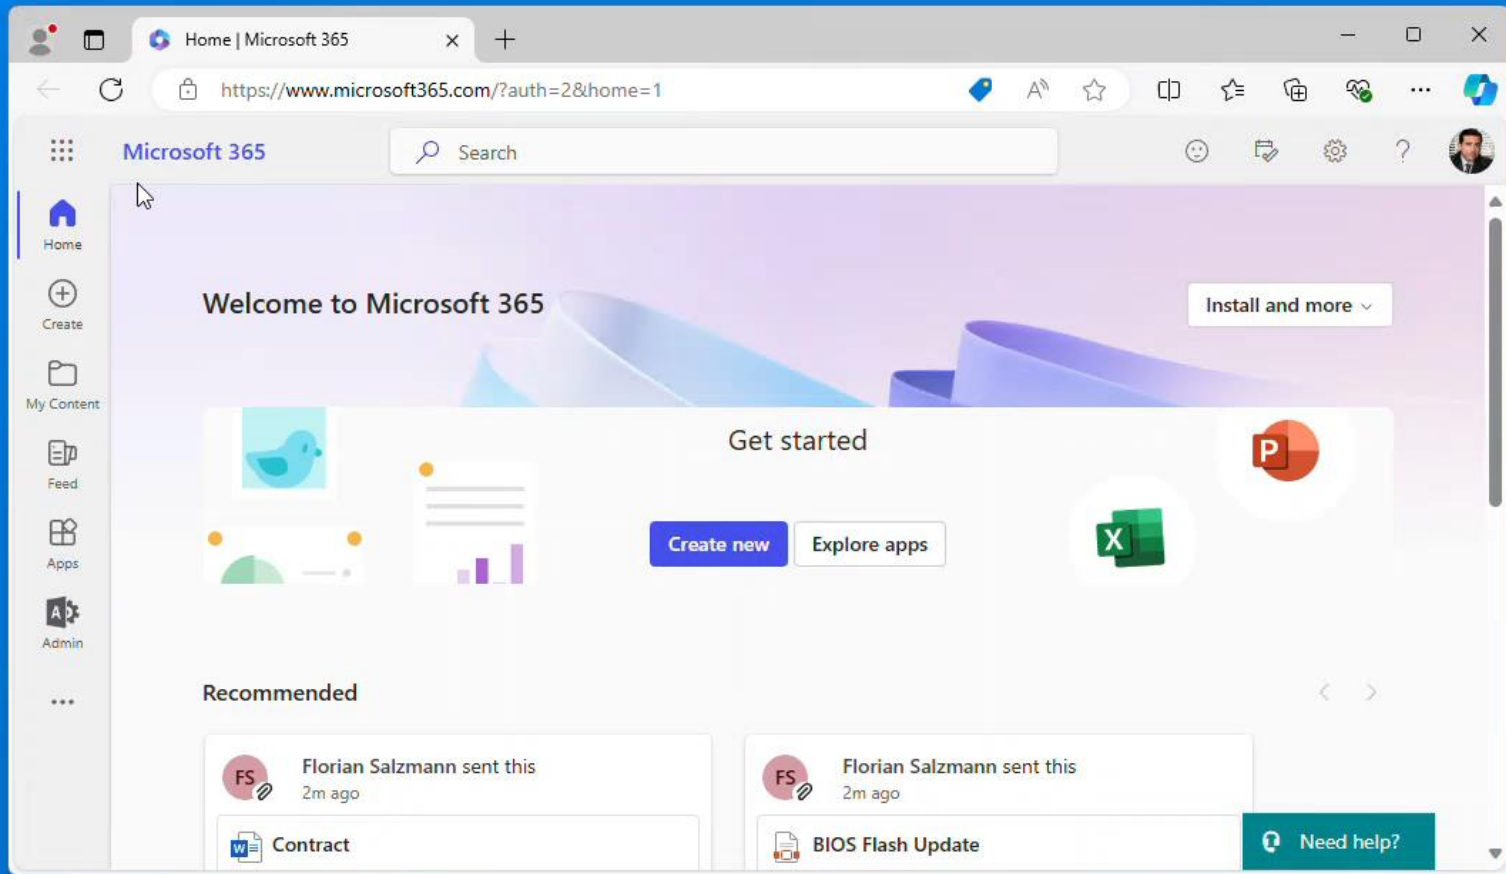 Home | Microsoft 365
https://www.microsoft365.com/?auth=2&home=1
Microsoft 365
Search
Home
Create
My Content
Feed
Apps
Admin
Welcome to Microsoft 365
Install and more
Get started
Create new
Explore apps
P
X
Recommended
FS
Florian Salzmann sent this
2m ago
W
Contract
FS
Florian Salzmann sent this
2m ago
BIOS Flash Update
Need help?